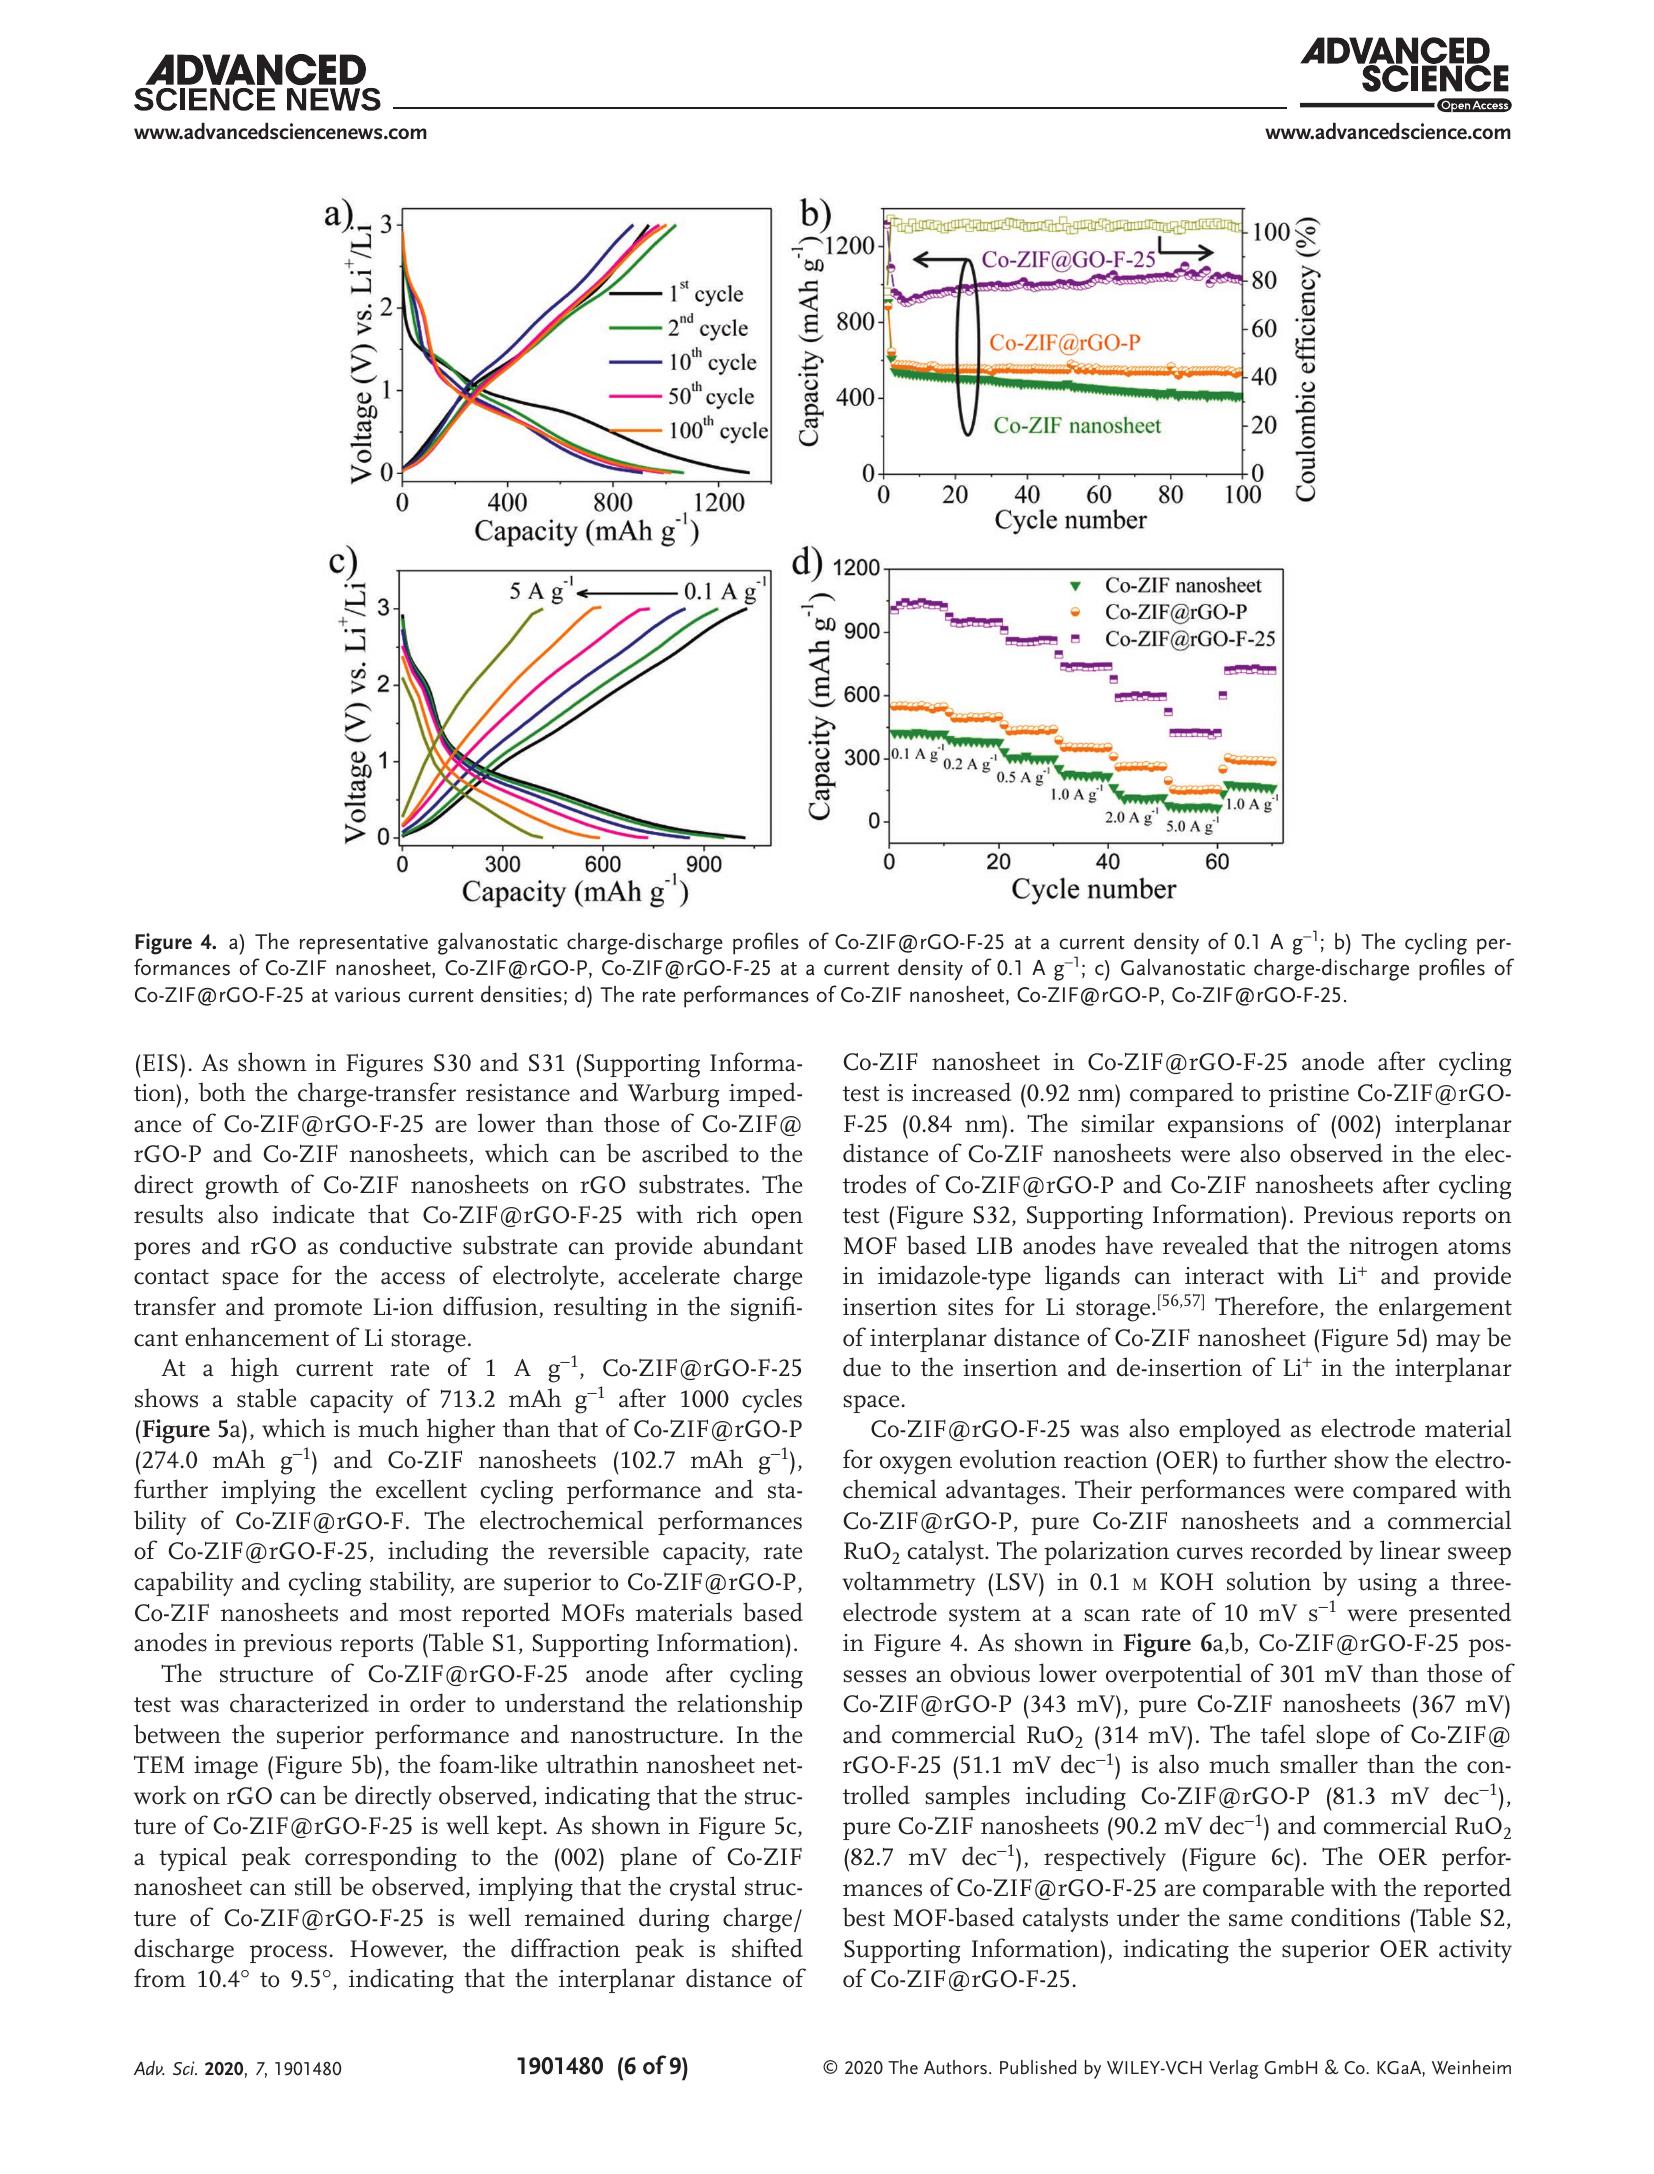 ADVANCED
SCIENCE NEWS
www.advancedsciencenews.com
ADVANCED
SCIENCE
Open Access
www.advancedscience.com
a)
Voltage (V) vs. Li⁺/Li
3
2
1
0
1st cycle
2nd cycle
10th cycle
50th cycle
100th cycle
0 400 800 1200
Capacity (mAh g⁻¹)
b)
Capacity (mAh g⁻¹)
1200
800
400
0
Co-ZIF@GO-F-25
Co-ZIF@rGO-P
Co-ZIF nanosheet
100
80
60
40
20
0
Coulombic efficiency (%)
0 20 40 60 80 100
Cycle number
c)
Voltage (V) vs. Li⁺/Li
3
2
1
0
5 A g⁻¹ 0.1 A g⁻¹
0 300 600 900
Capacity (mAh g⁻¹)
d)
Capacity (mAh g⁻¹)
1200
900
600
300
0
Co-ZIF nanosheet
Co-ZIF@rGO-P
Co-ZIF@rGO-F-25
0.1 A g⁻¹
0.2 A g⁻¹
0.5 A g⁻¹
1.0 A g⁻¹
2.0 A g⁻¹
5.0 A g⁻¹
1.0 A g⁻¹
0 20 40 60
Cycle number
Figure 4. a) The representative galvanostatic charge-discharge profiles of Co-ZIF@rGO-F-25 at a current density of 0.1 A g⁻¹; b) The cycling per-
formances of Co-ZIF nanosheet, Co-ZIF@rGO-P, Co-ZIF@rGO-F-25 at a current density of 0.1 A g⁻¹; c) Galvanostatic charge-discharge profiles of
Co-ZIF@rGO-F-25 at various current densities; d) The rate performances of Co-ZIF nanosheet, Co-ZIF@rGO-P, Co-ZIF@rGO-F-25.
(EIS). As shown in Figures S30 and S31 (Supporting Informa-
tion), both the charge-transfer resistance and Warburg imped-
ance of Co-ZIF@rGO-F-25 are lower than those of Co-ZIF@
rGO-P and Co-ZIF nanosheets, which can be ascribed to the
direct growth of Co-ZIF nanosheets on rGO substrates. The
results also indicate that Co-ZIF@rGO-F-25 with rich open
pores and rGO as conductive substrate can provide abundant
contact space for the access of electrolyte, accelerate charge
transfer and promote Li-ion diffusion, resulting in the signifi-
cant enhancement of Li storage.
At a high current rate of 1 A g⁻¹, Co-ZIF@rGO-F-25
shows a stable capacity of 713.2 mAh g⁻¹ after 1000 cycles
(Figure 5a), which is much higher than that of Co-ZIF@rGO-P
(274.0 mAh g⁻¹) and Co-ZIF nanosheets (102.7 mAh g⁻¹),
further implying the excellent cycling performance and sta-
bility of Co-ZIF@rGO-F. The electrochemical performances
of Co-ZIF@rGO-F-25, including the reversible capacity, rate
capability and cycling stability, are superior to Co-ZIF@rGO-P,
Co-ZIF nanosheets and most reported MOFs materials based
anodes in previous reports (Table S1, Supporting Information).
The structure of Co-ZIF@rGO-F-25 anode after cycling
test was characterized in order to understand the relationship
between the superior performance and nanostructure. In the
TEM image (Figure 5b), the foam-like ultrathin nanosheet net-
work on rGO can be directly observed, indicating that the struc-
ture of Co-ZIF@rGO-F-25 is well kept. As shown in Figure 5c,
a typical peak corresponding to the (002) plane of Co-ZIF
nanosheet can still be observed, implying that the crystal struc-
ture of Co-ZIF@rGO-F-25 is well remained during charge/
discharge process. However, the diffraction peak is shifted
from 10.4° to 9.5°, indicating that the interplanar distance of
Co-ZIF nanosheet in Co-ZIF@rGO-F-25 anode after cycling
test is increased (0.92 nm) compared to pristine Co-ZIF@rGO-
F-25 (0.84 nm). The similar expansions of (002) interplanar
distance of Co-ZIF nanosheets were also observed in the elec-
trodes of Co-ZIF@rGO-P and Co-ZIF nanosheets after cycling
test (Figure S32, Supporting Information). Previous reports on
MOF based LIB anodes have revealed that the nitrogen atoms
in imidazole-type ligands can interact with Li⁺ and provide
insertion sites for Li storage.[56,57] Therefore, the enlargement
of interplanar distance of Co-ZIF nanosheet (Figure 5d) may be
due to the insertion and de-insertion of Li⁺ in the interplanar
space.
Co-ZIF@rGO-F-25 was also employed as electrode material
for oxygen evolution reaction (OER) to further show the electro-
chemical advantages. Their performances were compared with
Co-ZIF@rGO-P, pure Co-ZIF nanosheets and a commercial
RuO₂ catalyst. The polarization curves recorded by linear sweep
voltammetry (LSV) in 0.1 M KOH solution by using a three-
electrode system at a scan rate of 10 mV s⁻¹ were presented
in Figure 4. As shown in Figure 6a,b, Co-ZIF@rGO-F-25 pos-
sesses an obvious lower overpotential of 301 mV than those of
Co-ZIF@rGO-P (343 mV), pure Co-ZIF nanosheets (367 mV)
and commercial RuO₂ (314 mV). The tafel slope of Co-ZIF@
rGO-F-25 (51.1 mV dec⁻¹) is also much smaller than the con-
trolled samples including Co-ZIF@rGO-P (81.3 mV dec⁻¹),
pure Co-ZIF nanosheets (90.2 mV dec⁻¹) and commercial RuO₂
(82.7 mV dec⁻¹), respectively (Figure 6c). The OER perfor-
mances of Co-ZIF@rGO-F-25 are comparable with the reported
best MOF-based catalysts under the same conditions (Table S2,
Supporting Information), indicating the superior OER activity
of Co-ZIF@rGO-F-25.
Adv. Sci. 2020, 7, 1901480
1901480 (6 of 9)
© 2020 The Authors. Published by WILEY-VCH Verlag GmbH & Co. KGaA, Weinheim